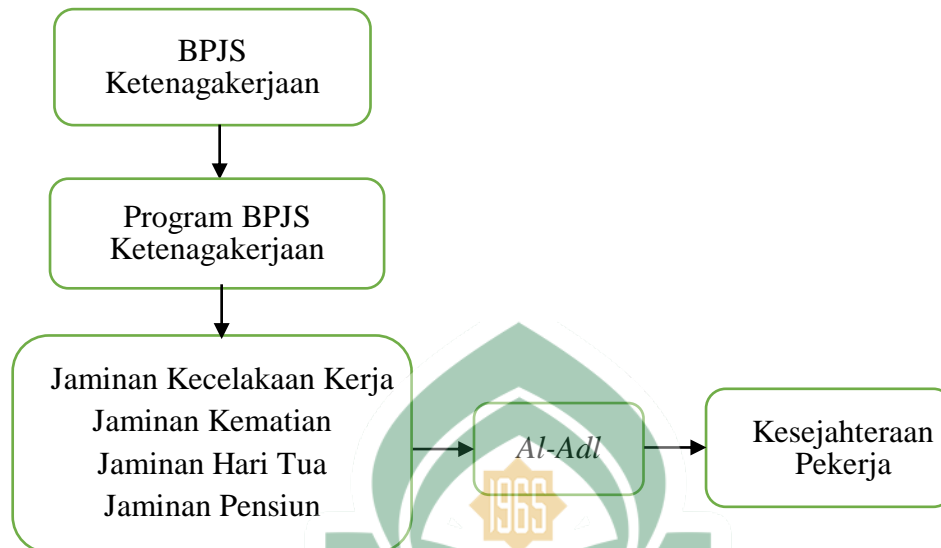 BPJS
Ketenagakerjaan
Program BPJS
Ketenagakerjaan
Jaminan Kecelakaan Kerja
Jaminan Kematian
Jaminan Hari Tua
Jaminan Pensiun
Al-Adl
Kesejahteraan
Pekerja
1965